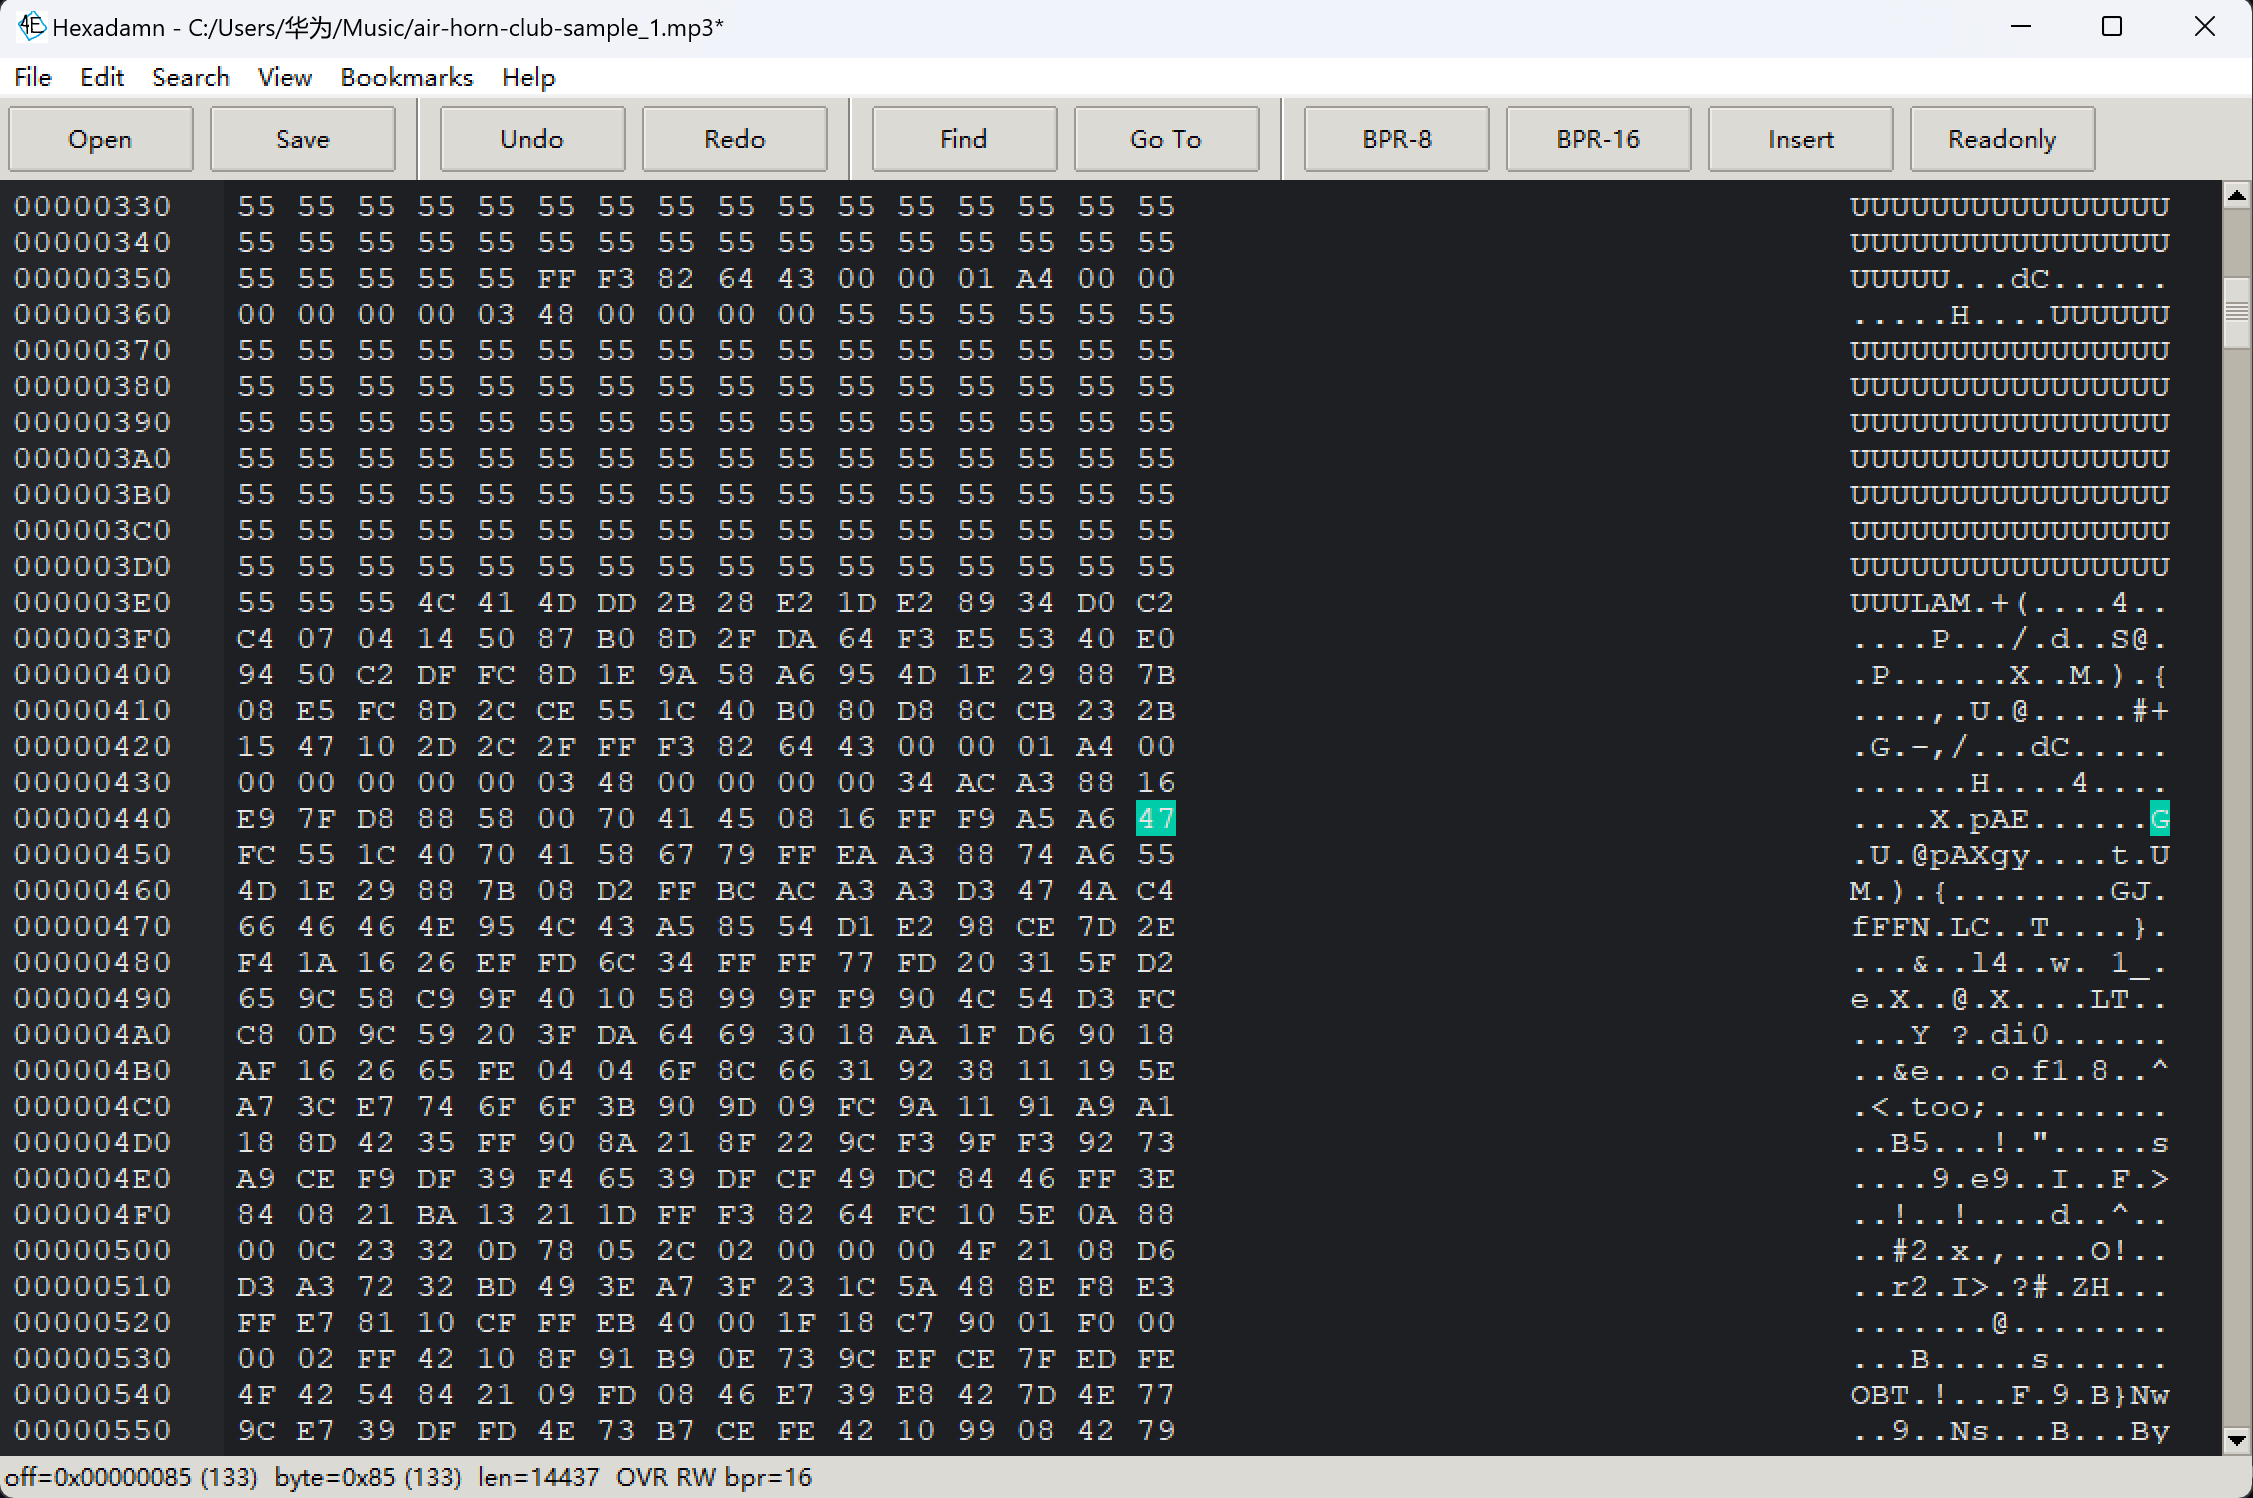 Hexadamn - C:/Users/华为/Music/air-horn-club-sample_1.mp3*
File Edit Search View Bookmarks Help
Open Save Undo Redo Find Go To BPR-8 BPR-16 Insert Readonly
00000330 55 55 55 55 55 55 55 55 55 55 55 55 55 55 55 55 UUUUUUUUUUUUUUUU
00000340 55 55 55 55 55 55 55 55 55 55 55 55 55 55 55 55 UUUUUUUUUUUUUUUU
00000350 55 55 55 55 55 FF F3 82 64 43 00 00 01 A4 00 00 UUUUU...dC......
00000360 00 00 00 00 03 48 00 00 00 00 55 55 55 55 55 55 .....H....UUUUUU
00000370 55 55 55 55 55 55 55 55 55 55 55 55 55 55 55 55 UUUUUUUUUUUUUUUU
00000380 55 55 55 55 55 55 55 55 55 55 55 55 55 55 55 55 UUUUUUUUUUUUUUUU
00000390 55 55 55 55 55 55 55 55 55 55 55 55 55 55 55 55 UUUUUUUUUUUUUUUU
000003A0 55 55 55 55 55 55 55 55 55 55 55 55 55 55 55 55 UUUUUUUUUUUUUUUU
000003B0 55 55 55 55 55 55 55 55 55 55 55 55 55 55 55 55 UUUUUUUUUUUUUUUU
000003C0 55 55 55 55 55 55 55 55 55 55 55 55 55 55 55 55 UUUUUUUUUUUUUUUU
000003D0 55 55 55 55 55 55 55 55 55 55 55 55 55 55 55 55 UUUUUUUUUUUUUUUU
000003E0 55 55 55 4C 41 4D DD 2B 28 E2 1D E2 89 34 D0 C2 UUULAM.+(....4..
000003F0 C4 07 04 14 50 87 B0 8D 2F DA 64 F3 E5 53 40 E0 ....P.../.d..S@.
00000400 94 50 C2 DF FC 8D 1E 9A 58 A6 95 4D 1E 29 88 7B .P......X..M.).{
00000410 08 E5 FC 8D 2C CE 55 1C 40 B0 80 D8 8C CB 23 2B ....,.U.@.....#+
00000420 15 47 10 2D 2C 2F FF F3 82 64 43 00 00 01 A4 00 .G.-,/...dC.....
00000430 00 00 00 00 00 03 48 00 00 00 00 34 AC A3 88 16 ......H....4....
00000440 E9 7F D8 88 58 00 70 41 45 08 16 FF F9 A5 A6 47 ....X.pAE......G
00000450 FC 55 1C 40 70 41 58 67 79 FF EA A3 88 74 A6 55 .U.@pAXgy....t.U
00000460 4D 1E 29 88 7B 08 D2 FF BC AC A3 A3 D3 47 4A C4 M.).{........GJ.
00000470 66 46 46 4E 95 4C 43 A5 85 54 D1 E2 98 CE 7D 2E fFFN.LC..T....}.
00000480 F4 1A 16 26 EF FD 6C 34 FF FF 77 FD 20 31 5F D2 ...&..l4..w. 1_.
00000490 65 9C 58 C9 9F 40 10 58 99 9F F9 90 4C 54 D3 FC e.X..@.X....LT..
000004A0 C8 0D 9C 59 20 3F DA 64 69 30 18 AA 1F D6 90 18 ...Y ?.di0......
000004B0 AF 16 26 65 FE 04 04 6F 8C 66 31 92 38 11 19 5E ..&e...o.f1.8..^
000004C0 A7 3C E7 74 6F 6F 3B 90 9D 09 FC 9A 11 91 A9 A1 .<.too;.........
000004D0 18 8D 42 35 FF 90 8A 21 8F 22 9C F3 9F F3 92 73 ..B5...!.".....s
000004E0 A9 CE F9 DF 39 F4 65 39 DF CF 49 DC 84 46 FF 3E ....9.e9..I..F.>
000004F0 84 08 21 BA 13 21 1D FF F3 82 64 FC 10 5E 0A 88 ..!..!....d..^..
00000500 00 0C 23 32 0D 78 05 2C 02 00 00 00 4F 21 08 D6 ..#2.x.,....O!..
00000510 D3 A3 72 32 BD 49 3E A7 3F 23 1C 5A 48 8E F8 E3 ..r2.I>.?#.ZH...
00000520 FF E7 81 10 CF FF EB 40 00 1F 18 C7 90 01 F0 00 .......@........
00000530 00 02 FF 42 10 8F 91 B9 0E 73 9C EF CE 7F ED FE ...B.....s......
00000540 4F 42 54 84 21 09 FD 08 46 E7 39 E8 42 7D 4E 77 OBT.!...F.9.B}Nw
00000550 9C E7 39 DF FD 4E 73 B7 CE FE 42 10 99 08 42 79 ..9..Ns...B...By
off=0x00000085 (133) byte=0x85 (133) len=14437 OVR RW bpr=16